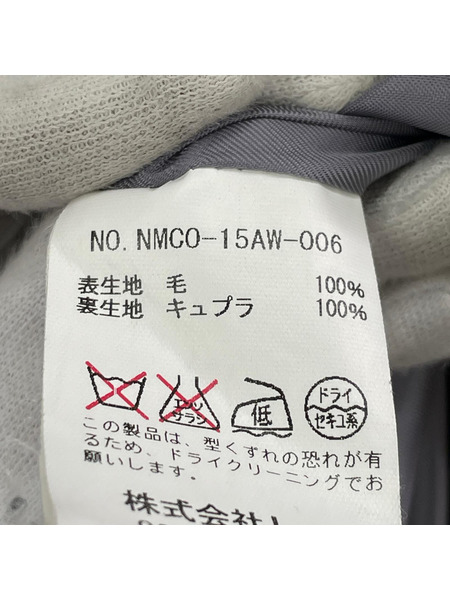 NO. NMCO-15AW-006
表生地 毛 100%
裏生地 キュプラ 100%
エンソ
サラシ
低
ドライ
セキユ系
この製品は、型くずれの恐れが有
るため、ドライクリーニングでお
願いします。
株式会社